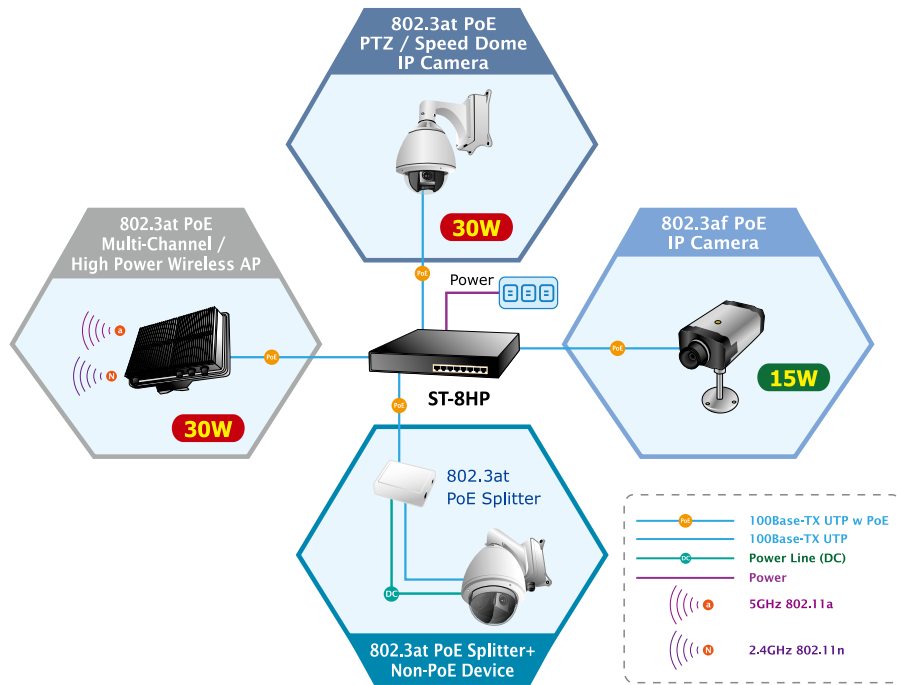 802.3at PoE
PTZ / Speed Dome
IP Camera
30W
PoE
802.3at PoE
Multi-Channel /
High Power Wireless AP
a
N
PoE
30W
Power
802.3af PoE
IP Camera
PoE
15W
ST-8HP
PoE
802.3at
PoE Splitter
DC
802.3at PoE Splitter+
Non-PoE Device
PoE
100Base-TX UTP w PoE
100Base-TX UTP
DC
Power Line (DC)
Power
a
5GHz 802.11a
N
2.4GHz 802.11n